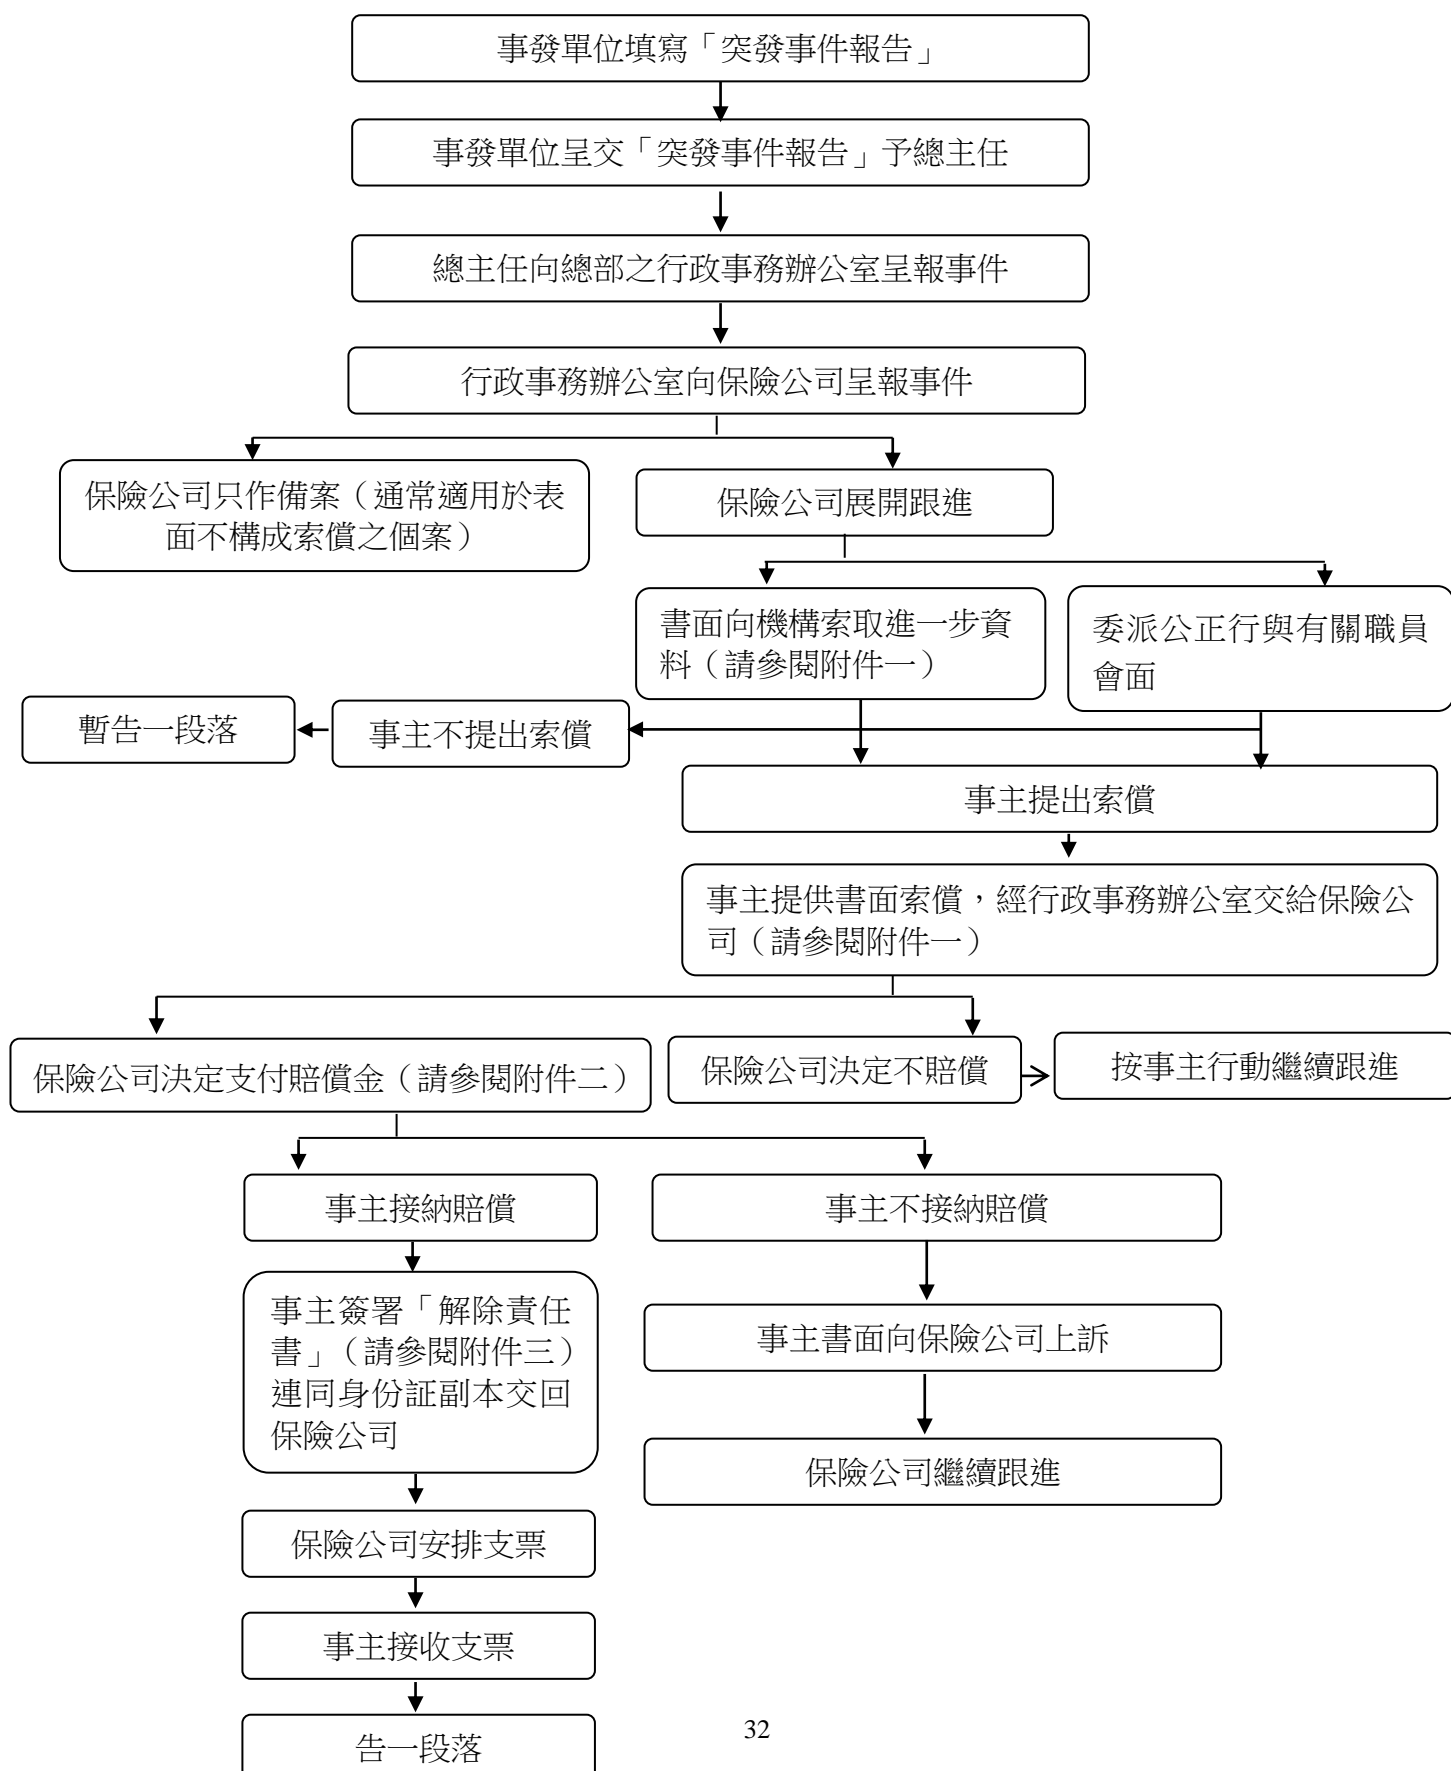 事發單位填寫「突發事件報告」
事發單位呈交「突發事件報告」予總主任
總主任向總部之行政事務辦公室呈報事件
行政事務辦公室向保險公司呈報事件
保險公司只作備案（通常適用於表
面不構成索償之個案）
保險公司展開跟進
書面向機構索取進一步資
料（請參閱附件一）
委派公正行與有關職員
會面
暫告一段落
事主不提出索償
事主提出索償
事主提供書面索償，經行政事務辦公室交給保險公
司（請參閱附件一）
保險公司決定支付賠償金（請參閱附件二）
保險公司決定不賠償
按事主行動繼續跟進
事主接納賠償
事主不接納賠償
事主簽署「解除責任
書」（請參閱附件三）
連同身份証副本交回
保險公司
事主書面向保險公司上訴
保險公司繼續跟進
保險公司安排支票
事主接收支票
告一段落
32